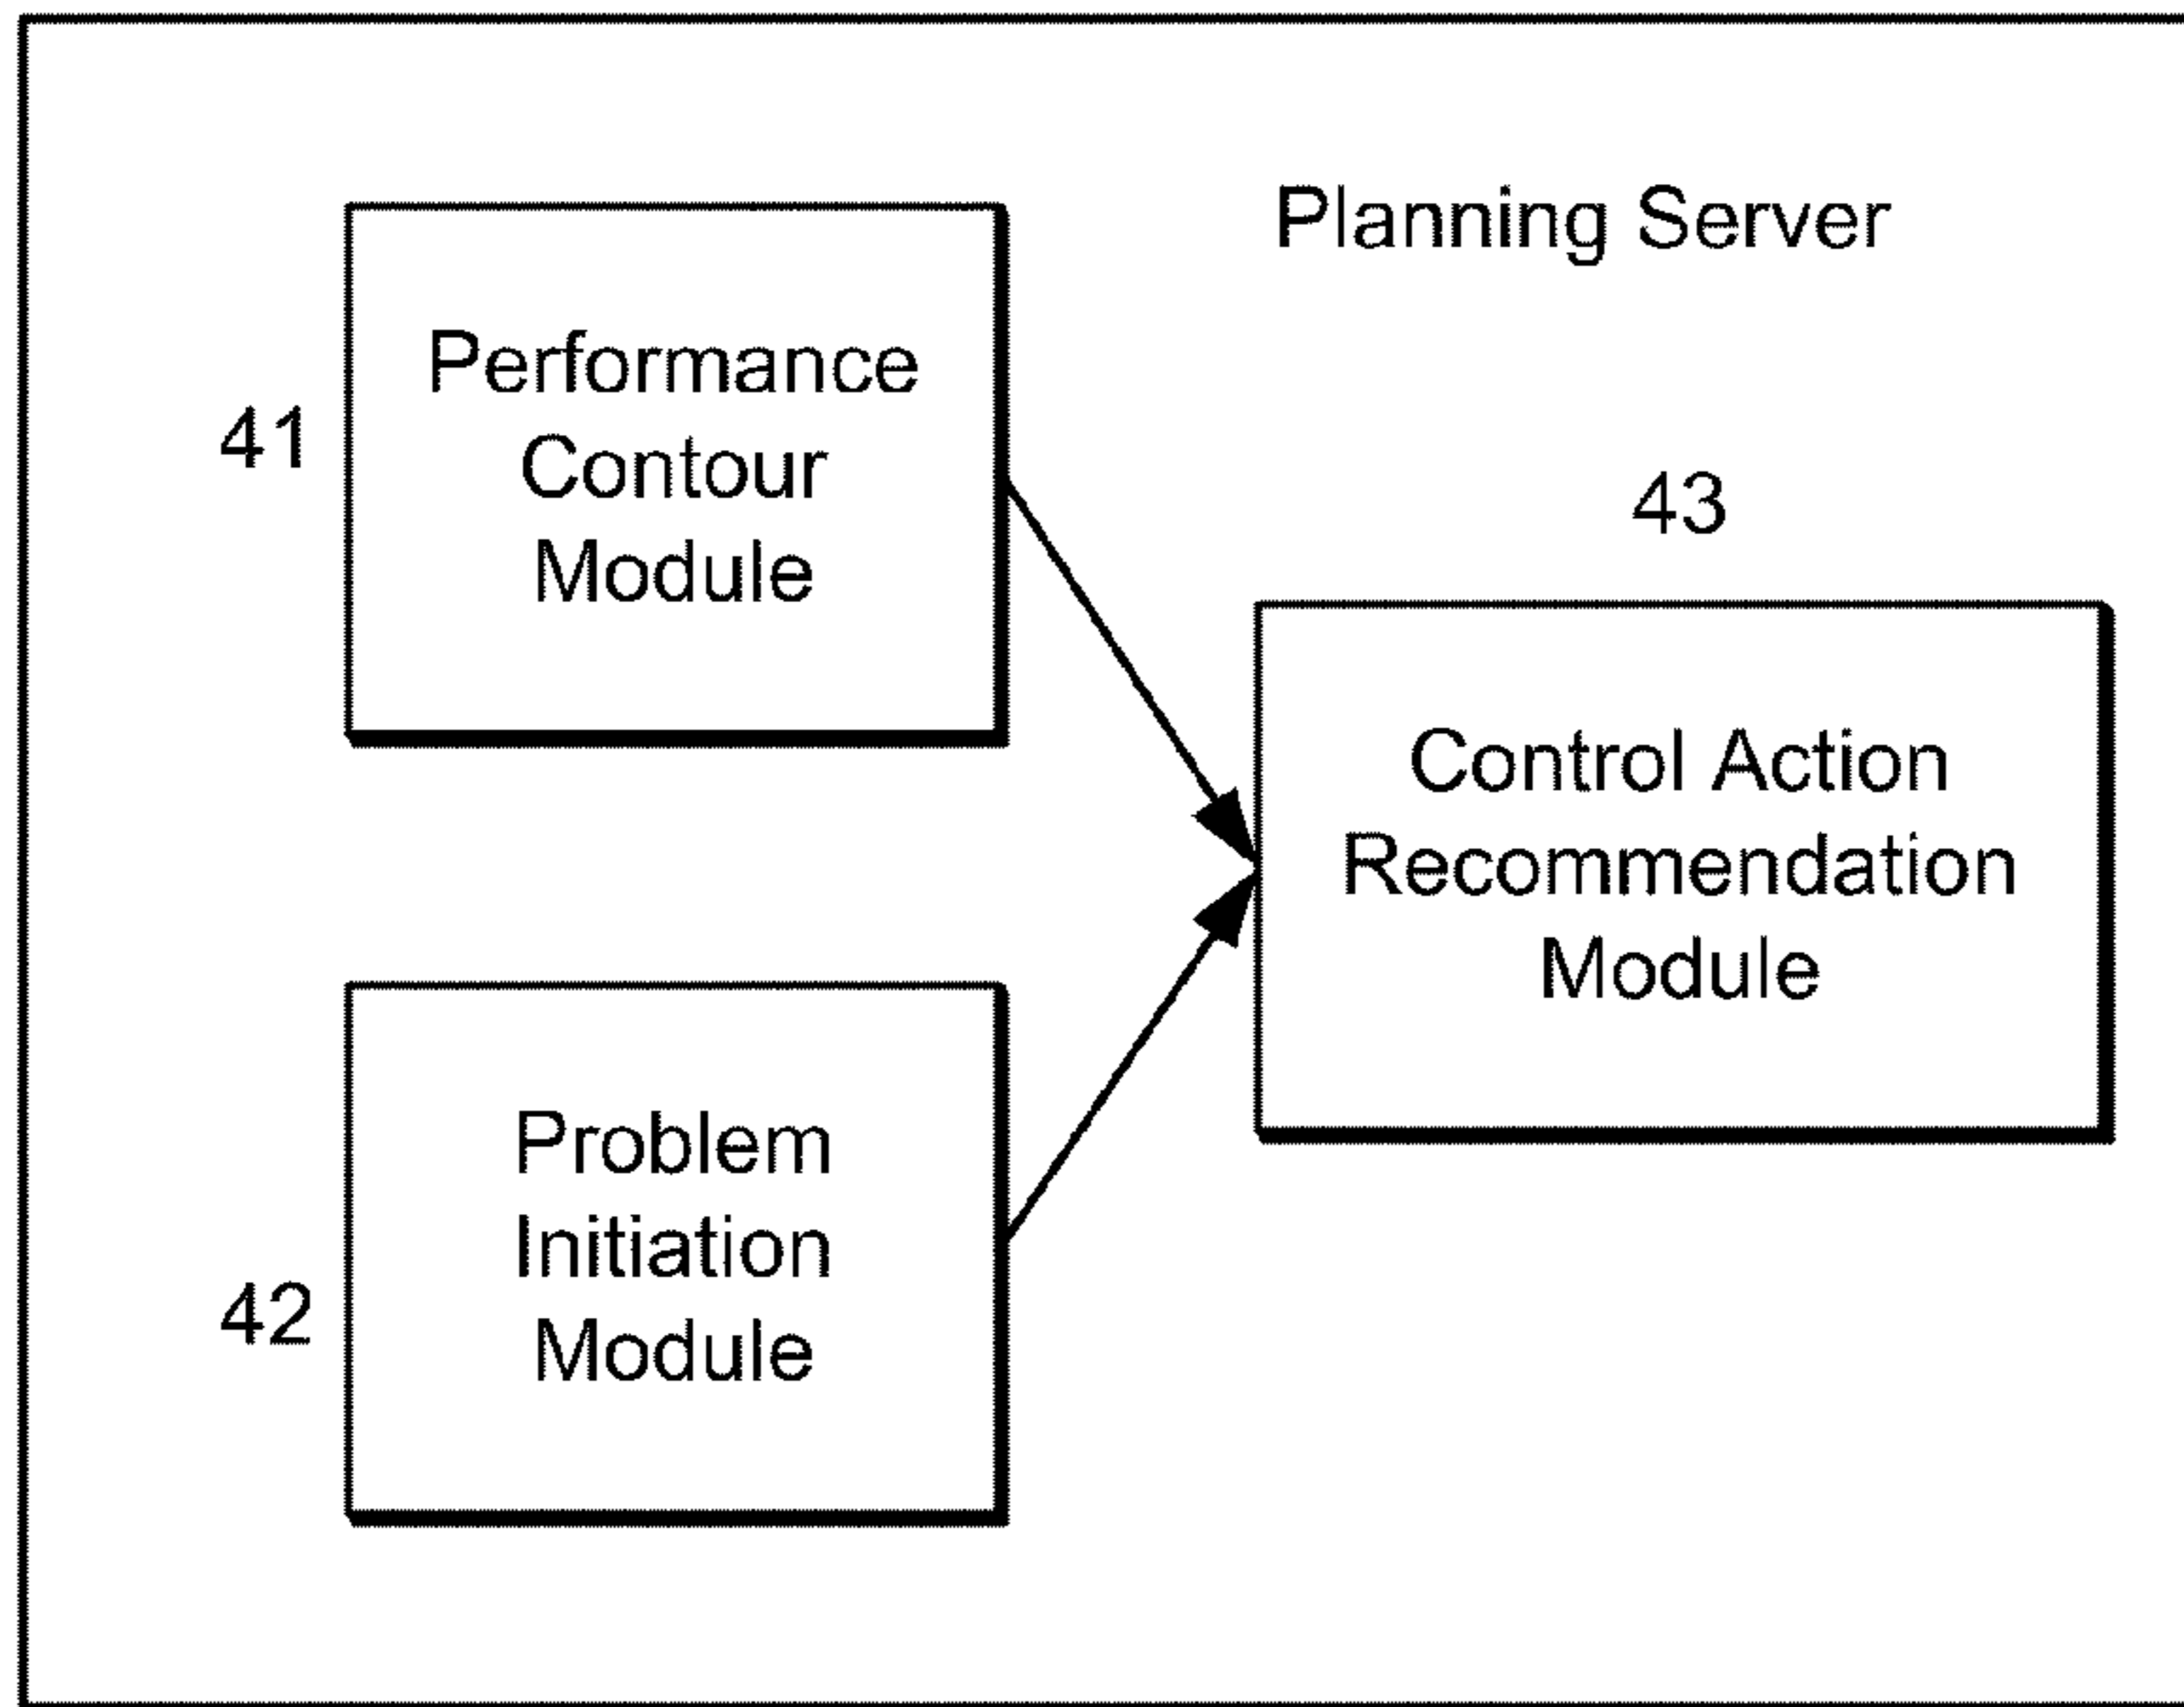 Planning Server
41
Performance
Contour
Module
43
Control Action
Recommendation
Module
42
Problem
Initiation
Module